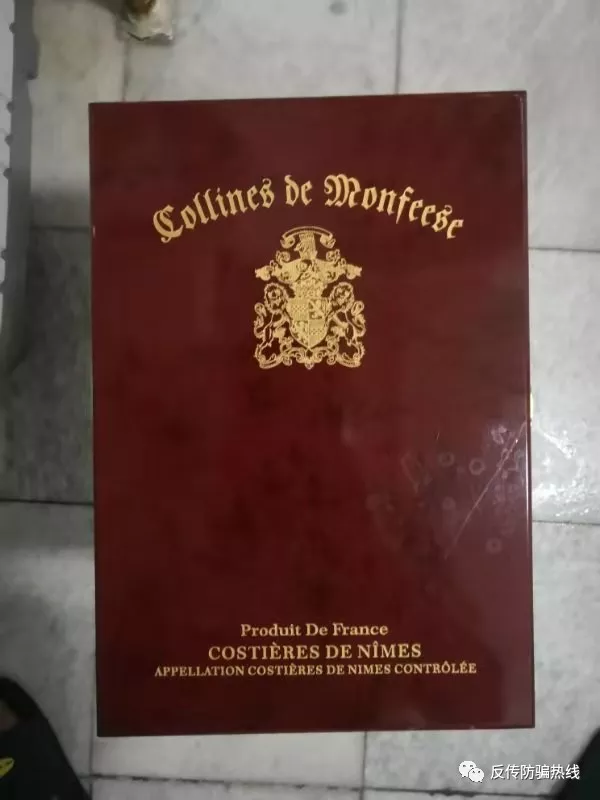 Collines de Monfeese
Produit De France
COSTIÈRES DE NÎMES
APPELLATION COSTIÈRES DE NIMES CONTRÔLÉE
反传防骗热线